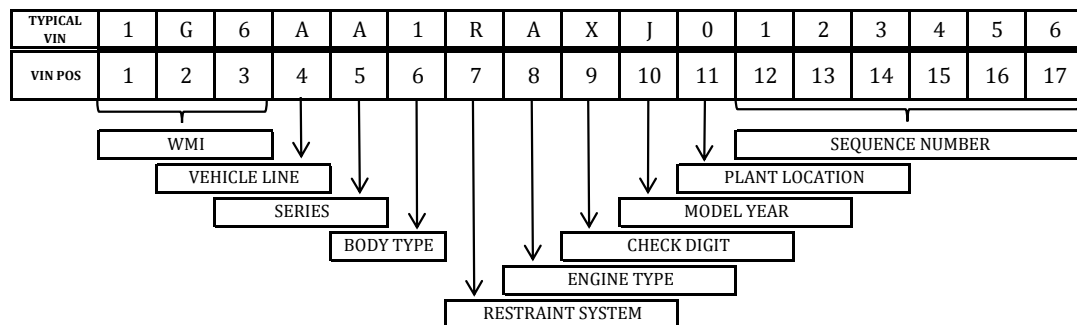 TYPICAL VIN 1 G 6 A A 1 R A X J 0 1 2 3 4 5 6
VIN POS 1 2 3 4 5 6 7 8 9 10 11 12 13 14 15 16 17
WMI SEQUENCE NUMBER
VEHICLE LINE PLANT LOCATION
SERIES MODEL YEAR
BODY TYPE CHECK DIGIT
ENGINE TYPE
RESTRAINT SYSTEM